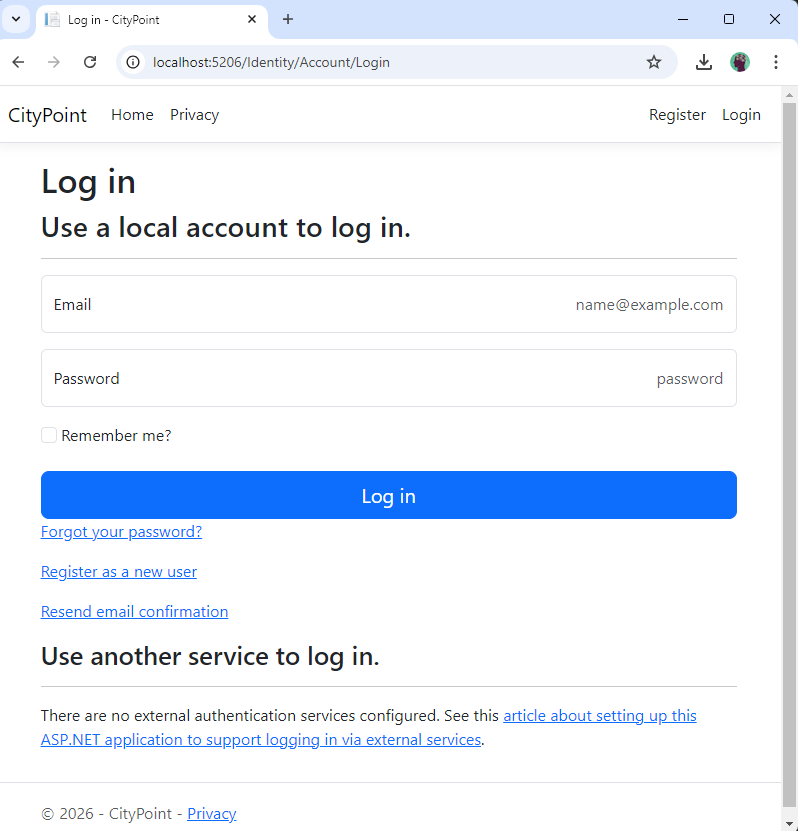 Log in - CityPoint
localhost:5206/Identity/Account/Login
CityPoint Home Privacy Register Login
Log in
Use a local account to log in.
Email name@example.com
Password password
Remember me?
Log in
Forgot your password?
Register as a new user
Resend email confirmation
Use another service to log in.
There are no external authentication services configured. See this article about setting up this
ASP.NET application to support logging in via external services.
© 2026 - CityPoint - Privacy